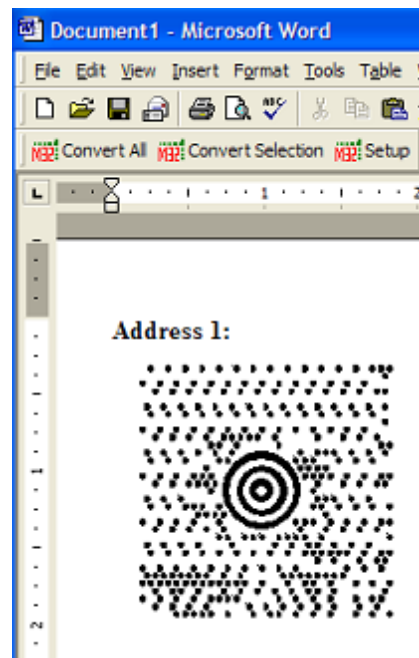 Document1 - Microsoft Word
File Edit View Insert Format Tools Table
Convert All Convert Selection Setup
L 1
Address 1:
1
2